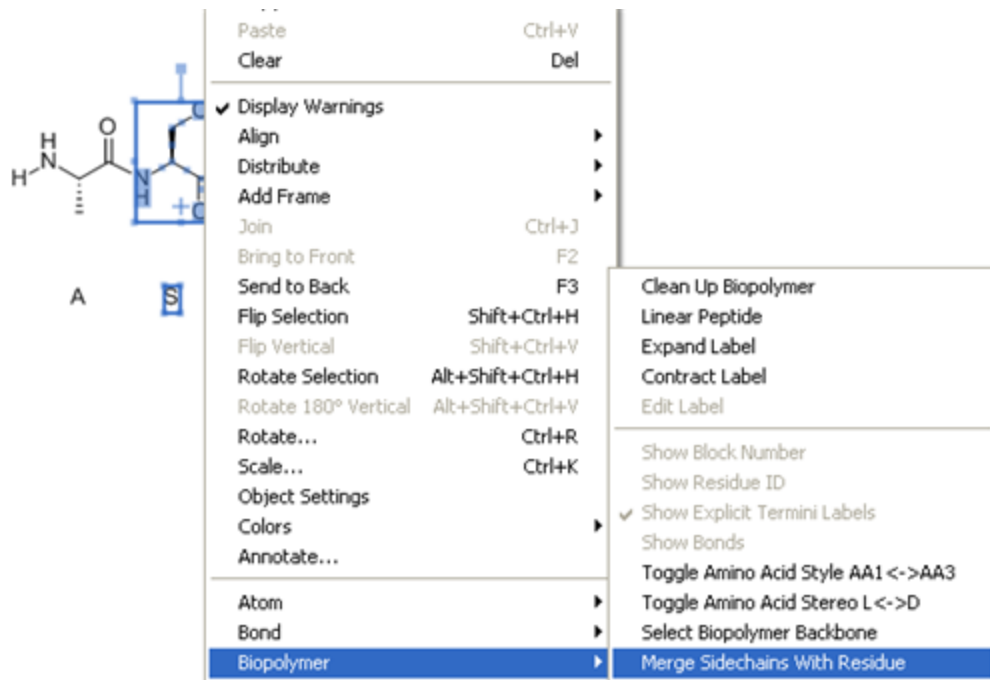 Paste Ctrl+V
Clear Del
✓ Display Warnings
Align
Distribute
Add Frame
Join Ctrl+J
Bring to Front F2
Send to Back F3
Flip Selection Shift+Ctrl+H
Flip Vertical Shift+Ctrl+V
Rotate Selection Alt+Shift+Ctrl+H
Rotate 180° Vertical Alt+Shift+Ctrl+V
Rotate... Ctrl+R
Scale... Ctrl+K
Object Settings
Colors
Annotate...
Atom
Bond
Biopolymer
Clean Up Biopolymer
Linear Peptide
Expand Label
Contract Label
Edit Label
Show Block Number
Show Residue ID
✓ Show Explicit Termini Labels
Show Bonds
Toggle Amino Acid Style AA1<->AA3
Toggle Amino Acid Stereo L<->D
Select Biopolymer Backbone
Merge Sidechains With Residue
O
H
N
H
N
H
A S